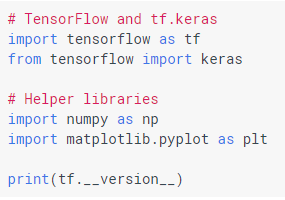 # TensorFlow and tf.keras
import tensorflow as tf
from tensorflow import keras
# Helper libraries
import numpy as np
import matplotlib.pyplot as plt
print(tf.__version__)